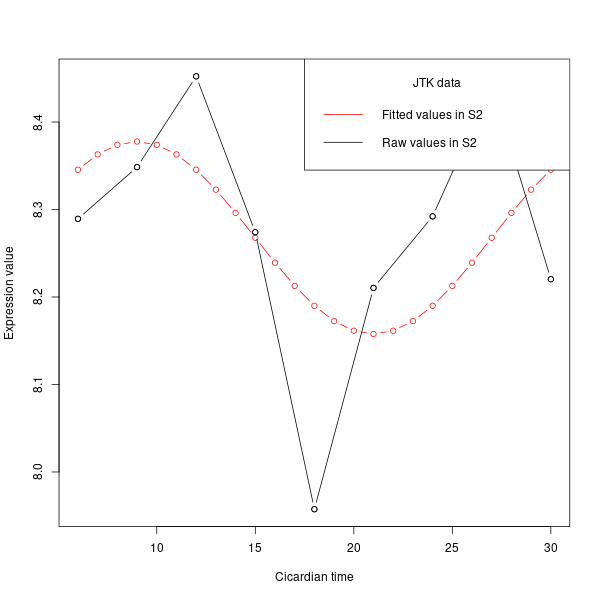 JTK data
Fitted values in S2
Raw values in S2
Expression value
8.4
8.3
8.2
8.1
8.0
10 15 20 25 30
Cicardian time